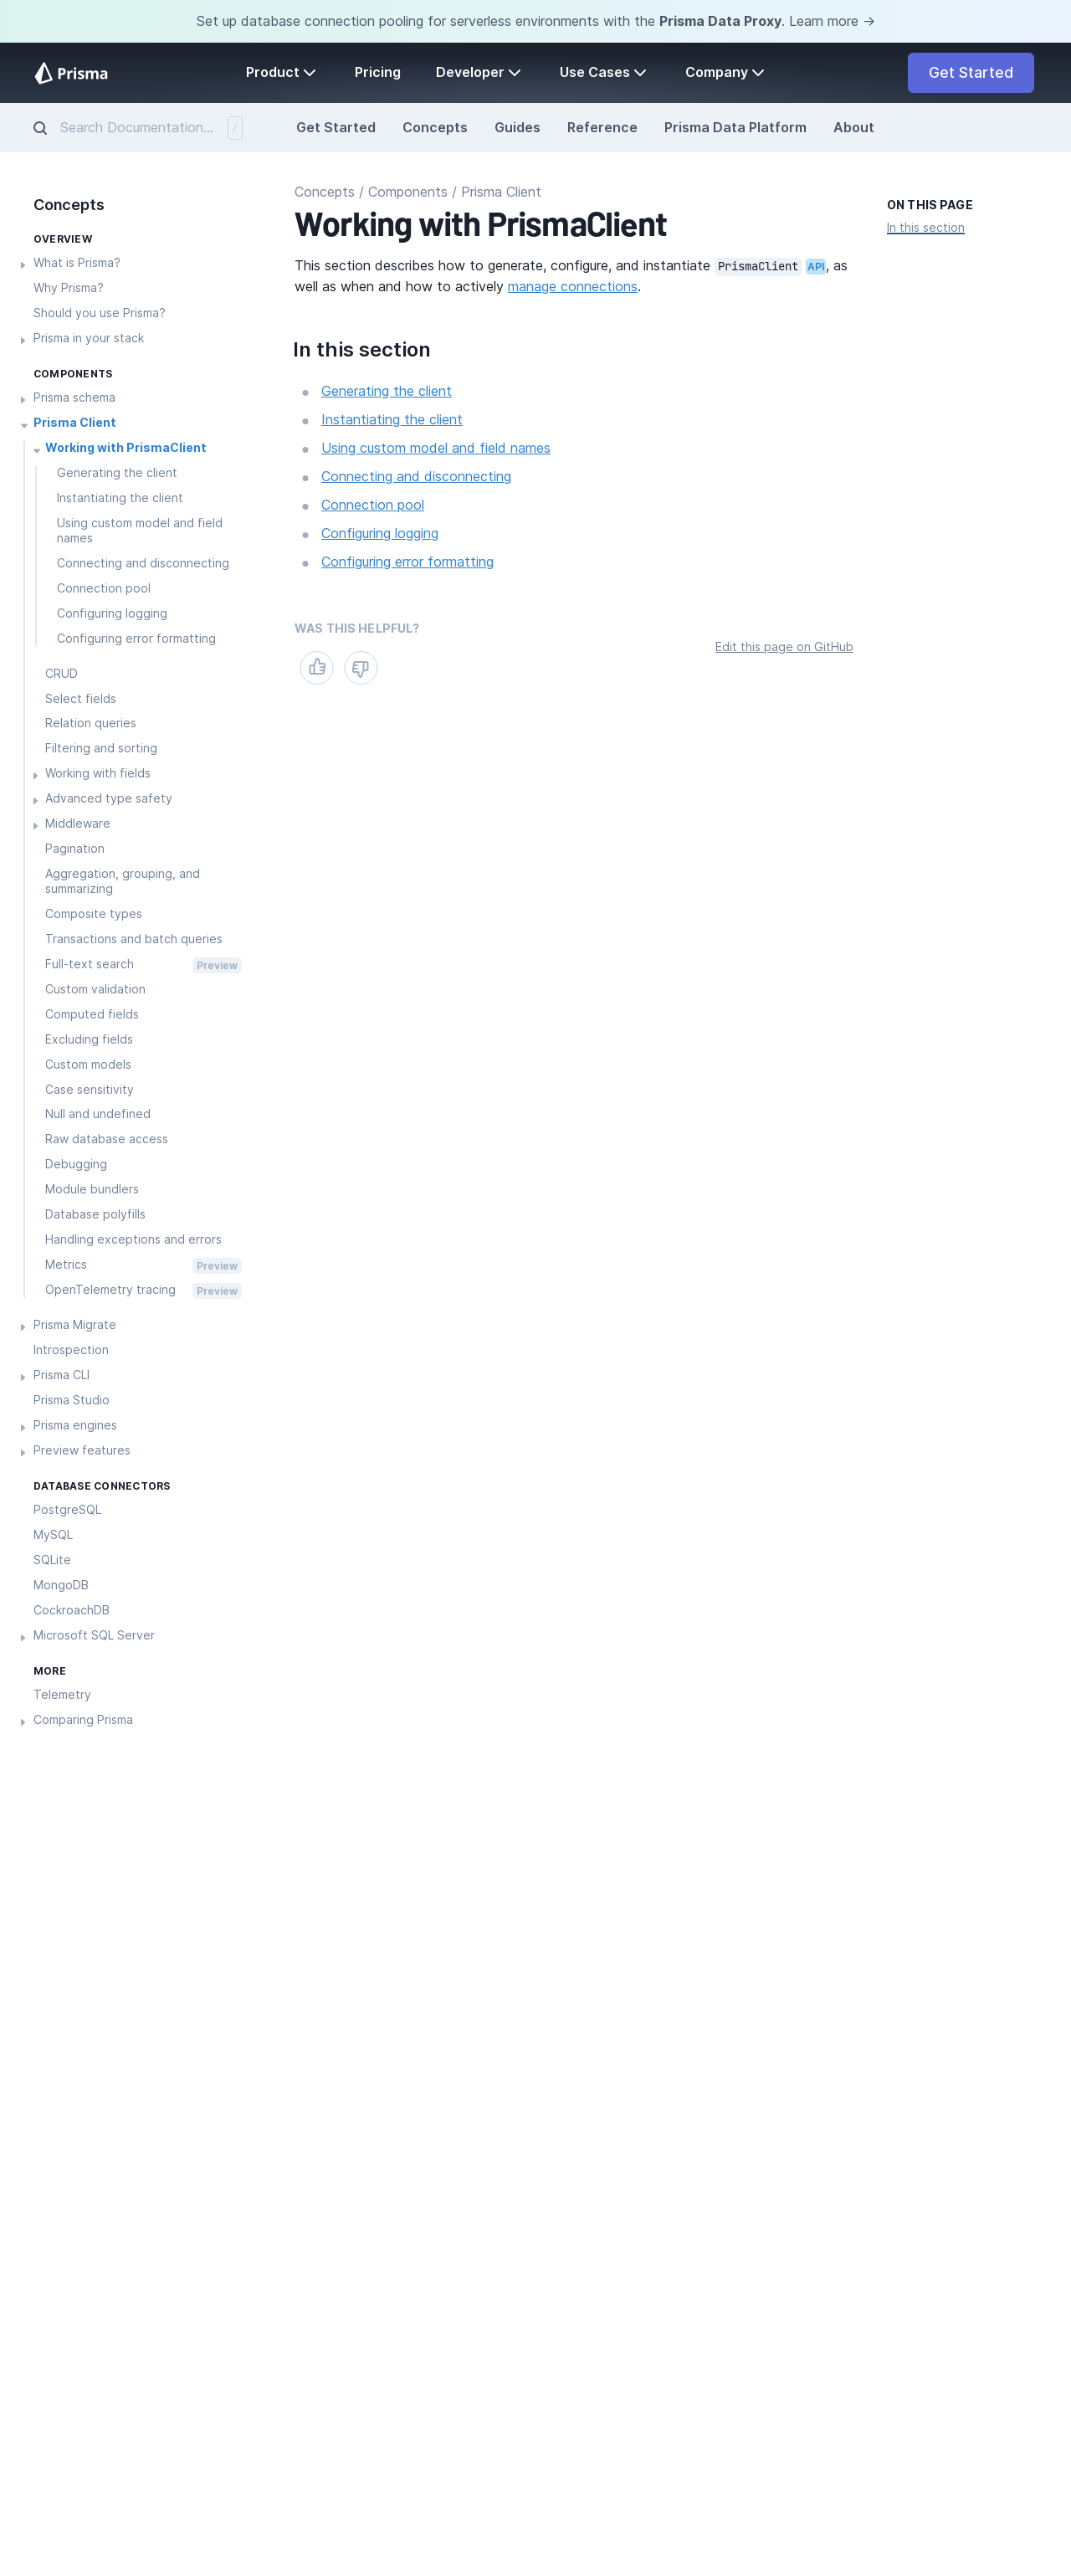 Set up database connection pooling for serverless environments with the Prisma Data Proxy. Learn more →
Prisma
Product
Pricing
Developer
Use Cases
Company
Get Started
Search Documentation... /
Get Started
Concepts
Guides
Reference
Prisma Data Platform
About
Concepts
OVERVIEW
What is Prisma?
Why Prisma?
Should you use Prisma?
Prisma in your stack
COMPONENTS
Prisma schema
Prisma Client
Working with PrismaClient
Generating the client
Instantiating the client
Using custom model and field
names
Connecting and disconnecting
Connection pool
Configuring logging
Configuring error formatting
CRUD
Select fields
Relation queries
Filtering and sorting
Working with fields
Advanced type safety
Middleware
Pagination
Aggregation, grouping, and
summarizing
Composite types
Transactions and batch queries
Full-text search Preview
Custom validation
Computed fields
Excluding fields
Custom models
Case sensitivity
Null and undefined
Raw database access
Debugging
Module bundlers
Database polyfills
Handling exceptions and errors
Metrics Preview
OpenTelemetry tracing Preview
Prisma Migrate
Introspection
Prisma CLI
Prisma Studio
Prisma engines
Preview features
DATABASE CONNECTORS
PostgreSQL
MySQL
SQLite
MongoDB
CockroachDB
Microsoft SQL Server
MORE
Telemetry
Comparing Prisma
Concepts / Components / Prisma Client
Working with PrismaClient
This section describes how to generate, configure, and instantiate PrismaClient API, as
well as when and how to actively manage connections.
In this section
Generating the client
Instantiating the client
Using custom model and field names
Connecting and disconnecting
Connection pool
Configuring logging
Configuring error formatting
WAS THIS HELPFUL?
Edit this page on GitHub
ON THIS PAGE
In this section